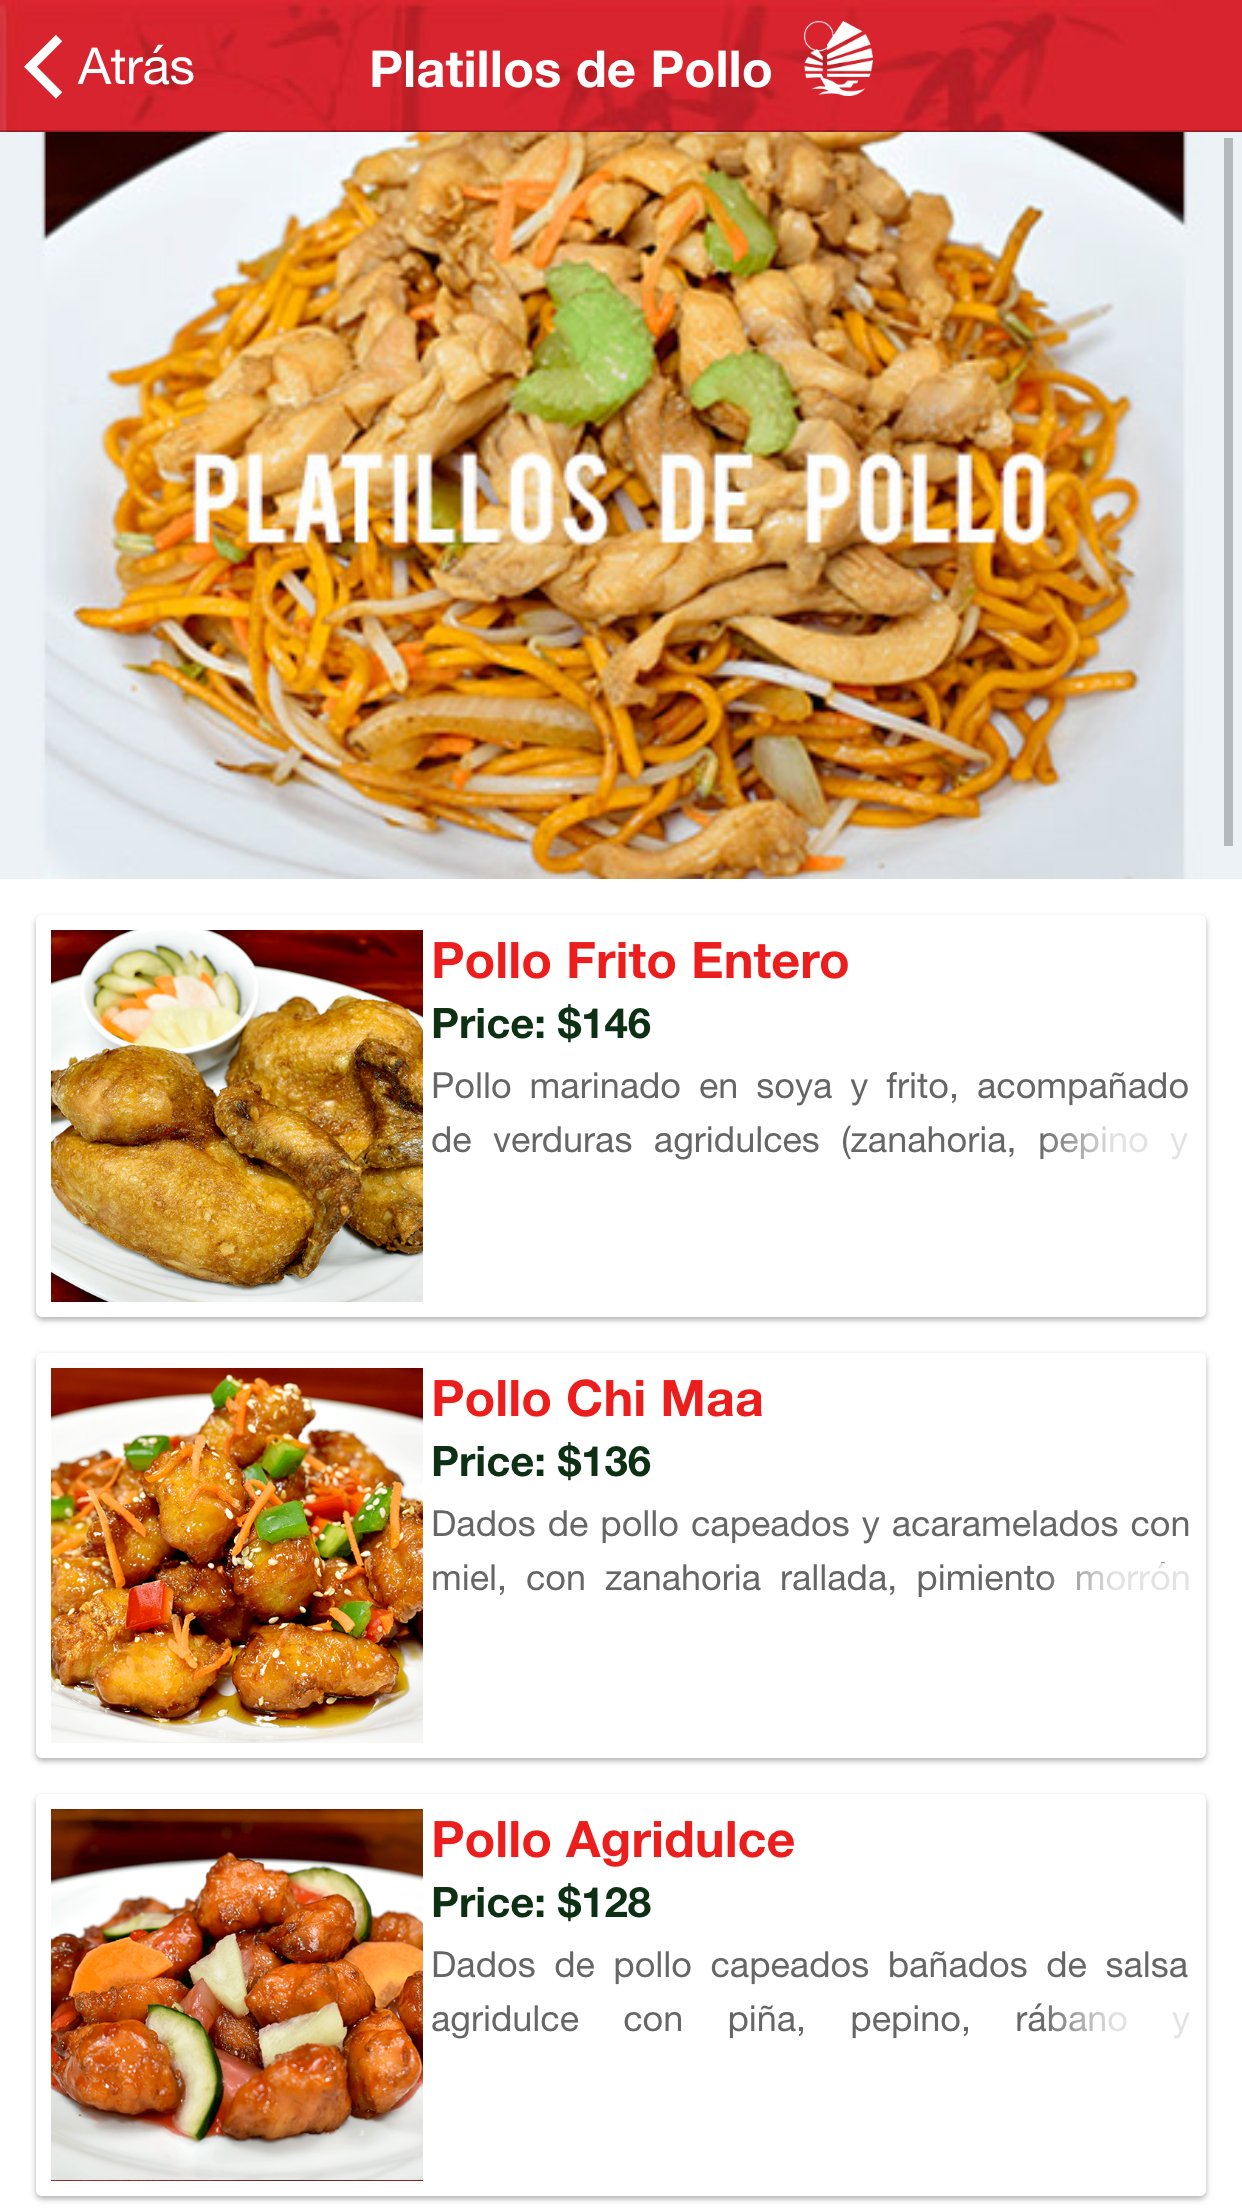 Atrás
Platillos de Pollo
PLATILLOS DE POLLO
Pollo Frito Entero
Price: $146
Pollo marinado en soya y frito, acompañado
de verduras agridulces (zanahoria, pepino y
Pollo Chi Maa
Price: $136
Dados de pollo capeados y acaramelados con
miel, con zanahoria rallada, pimiento morrón
Pollo Agridulce
Price: $128
Dados de pollo capeados bañados de salsa
agridulce con piña, pepino, rábano y